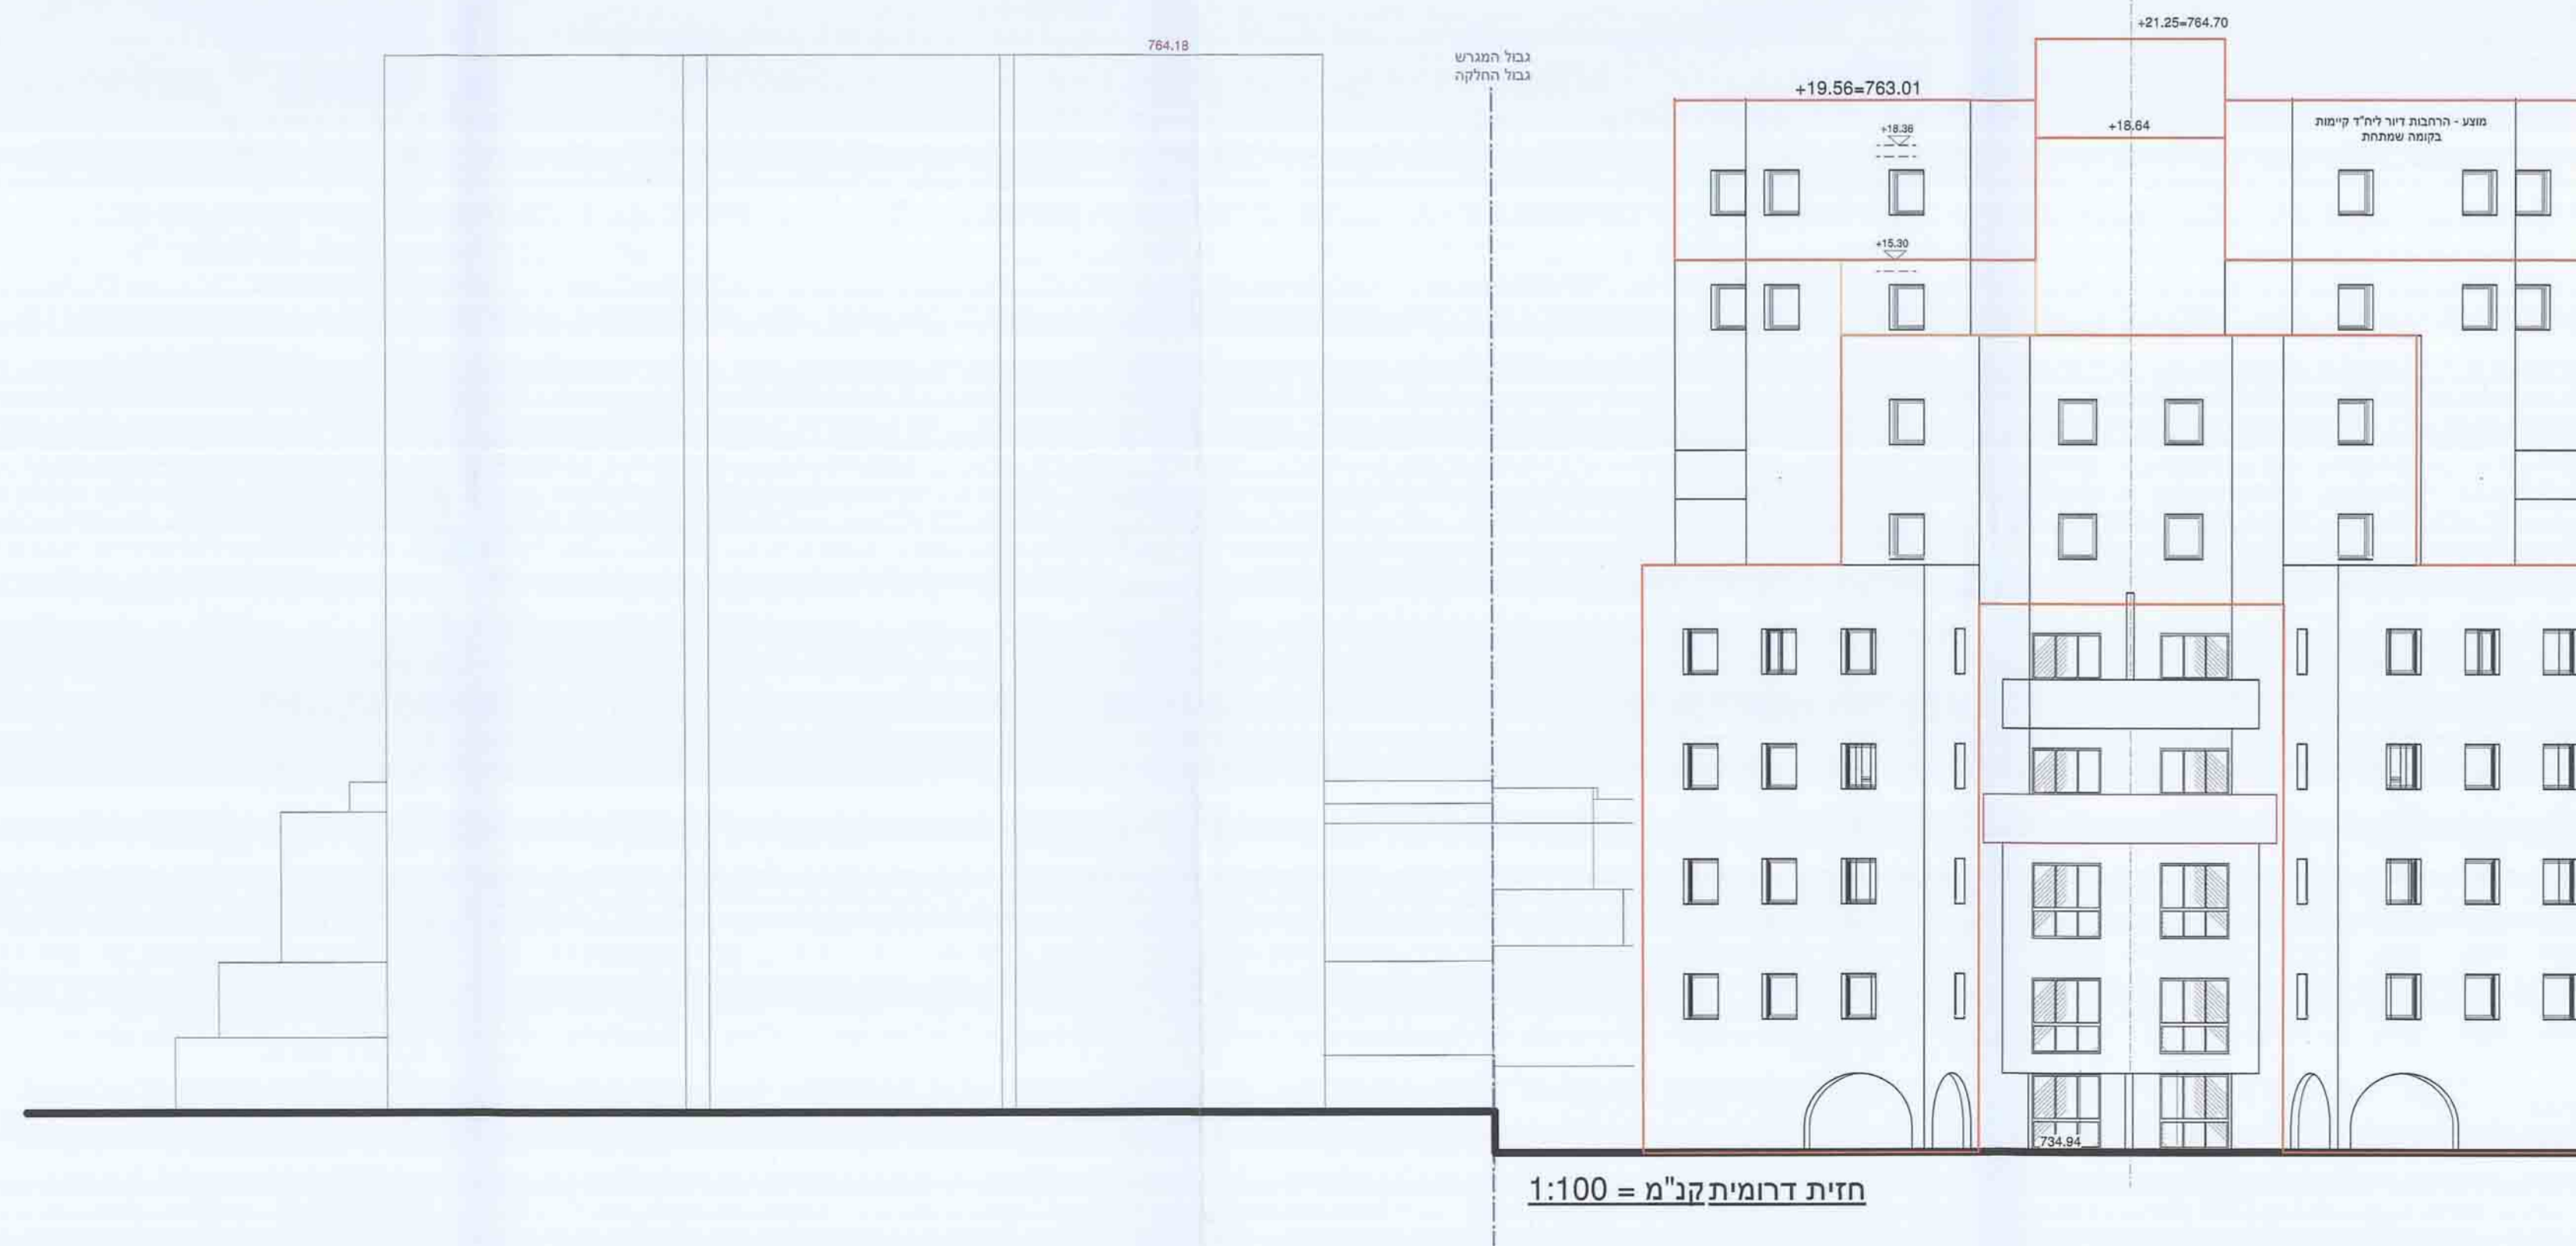 +21.25=764.70
764.18
גבול המגרש
גבול החלקה
+19.56=763.01
+18.36
+18.64
מוצע - הרחבות דיור ליח"ד קיימות
בקומה שמתחת
+15.30
734.94
חזית דרומית קנ"מ = 1:100